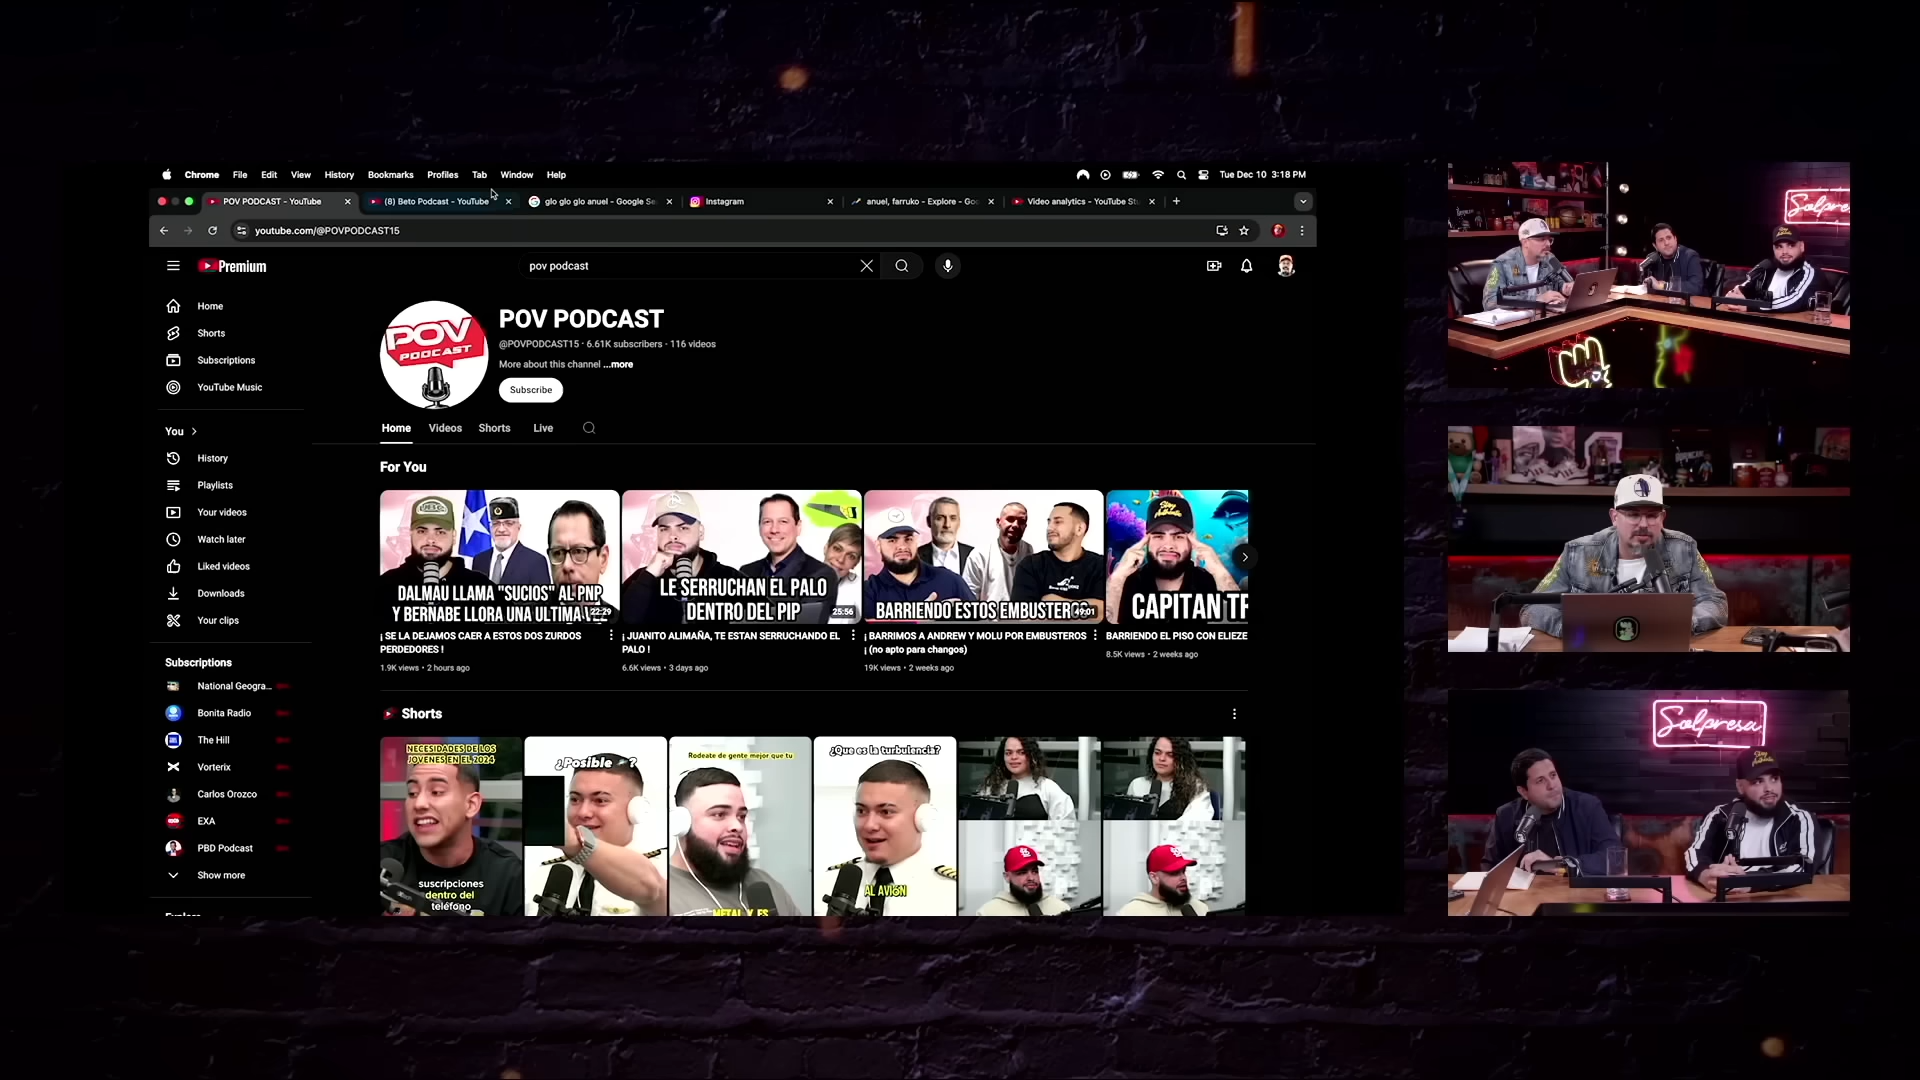 Chrome File Edit View History Bookmarks Profiles Tab Window Help
Tue Dec 10 3:18 PM
POV PODCAST - YouTube
(8) Beto Podcast - YouTube
glo glo glo anuel - Google Se
Instagram
anuel, farruko - Explore - Goo
Video analytics - YouTube Stu
youtube.com/@POVPODCAST15
Premium
pov podcast
Home
Shorts
Subscriptions
YouTube Music
You
History
Playlists
Your videos
Watch later
Liked videos
Downloads
Your clips
Subscriptions
National Geogra...
Bonita Radio
The Hill
Vorterix
Carlos Orozco
EXA
PBD Podcast
Show more
POV
PODCAST
POV PODCAST
@POVPODCAST15 · 6.61K subscribers · 116 videos
More about this channel ...more
Subscribe
Home Videos Shorts Live
For You
DALMAU LLAMA "SUCIOS" AL PNP
Y BERNABE LLORA UNA ULTIMA VEZ
22:29
¡ SE LA DEJAMOS CAER A ESTOS DOS ZURDOS
PERDEDORES !
1.9K views · 2 hours ago
LE SERRUCHAN EL PALO
DENTRO DEL PIP
25:56
¡ JUANITO ALIMAÑA, TE ESTAN SERRUCHANDO EL
PALO !
6.6K views · 3 days ago
BARRIENDO ESTOS EMBUSTEROS
49:01
¡ BARRIMOS A ANDREW Y MOLU POR EMBUSTEROS
¡ (no apto para changos)
19K views · 2 weeks ago
CAPITAN
BARRIENDO EL PISO CON ELIEZE
8.5K views · 2 weeks ago
Shorts
NECESIDADES DE LOS
JOVENES EN EL 2024
suscripciones
dentro del
teléfono
¿Posible ?
Rodeate de gente mejor que tu
METAL Y ES
¿Que es la turbulencia?
AL AVIÓN
Solpre
Solpresa